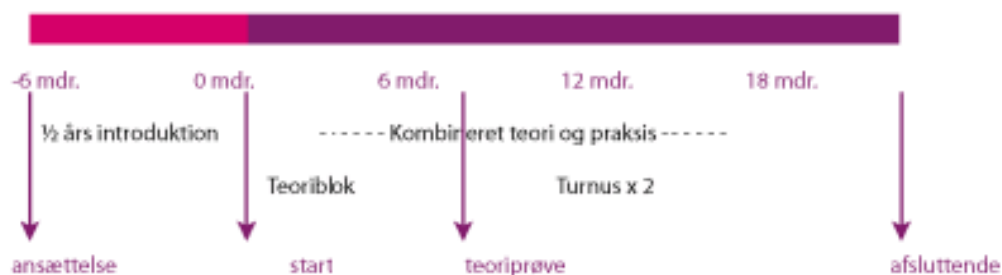 -6 mdr. 0 mdr. 6 mdr. 12 mdr. 18 mdr.
½ års introduktion ------ Kombineret teori og praksis ------
Teoriblok Turnus x 2
ansættelse start teoriprøve afsluttende